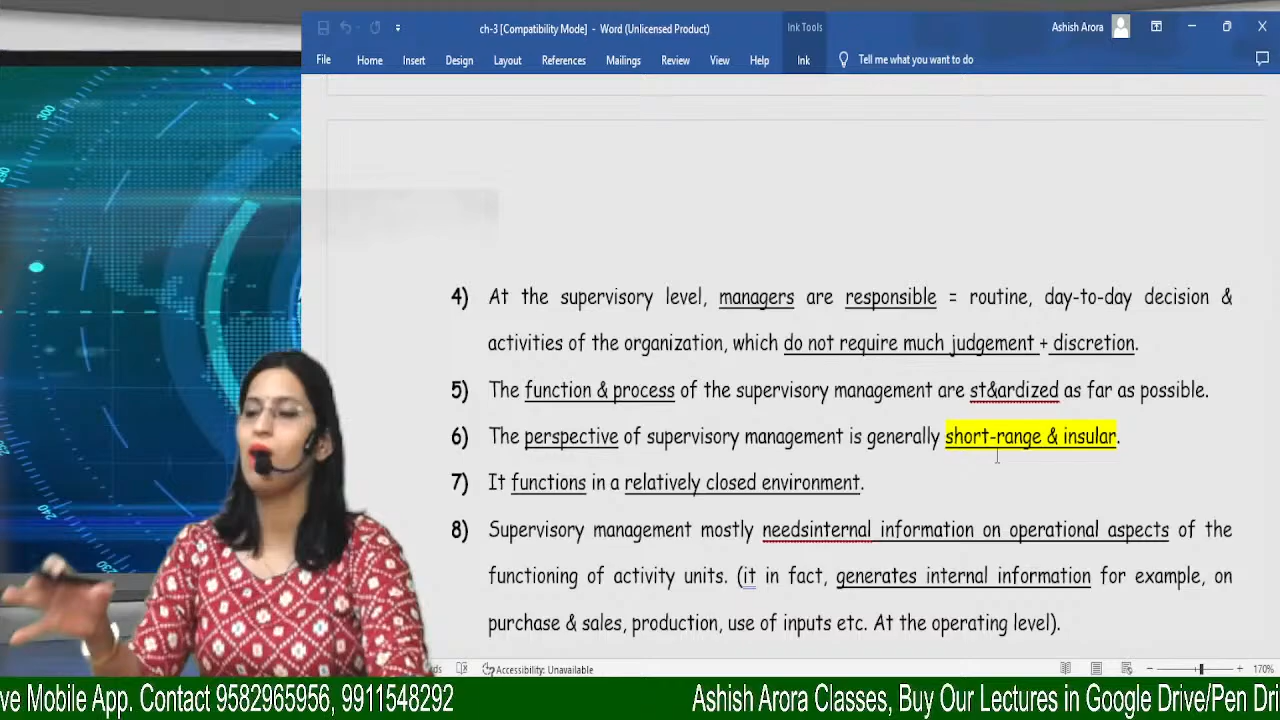 ch-3 [Compatibility Mode] - Word (Unlicensed Product)
Ink Tools
Ashish Arora
File Home Insert Design Layout References Mailings Review View Help Ink Tell me what you want to do
4) At the supervisory level, managers are responsible = routine, day-to-day decision &
activities of the organization, which do not require much judgement + discretion.
5) The function & process of the supervisory management are st&ardized as far as possible.
6) The perspective of supervisory management is generally short-range & insular.
7) It functions in a relatively closed environment.
8) Supervisory management mostly needsinternal information on operational aspects of the
functioning of activity units. (it in fact, generates internal information for example, on
purchase & sales, production, use of inputs etc. At the operating level).
Accessibility: Unavailable
170%
300
240
230
ve Mobile App. Contact 9582965956, 9911548292 Ashish Arora Classes, Buy Our Lectures in Google Drive/Pen Dri